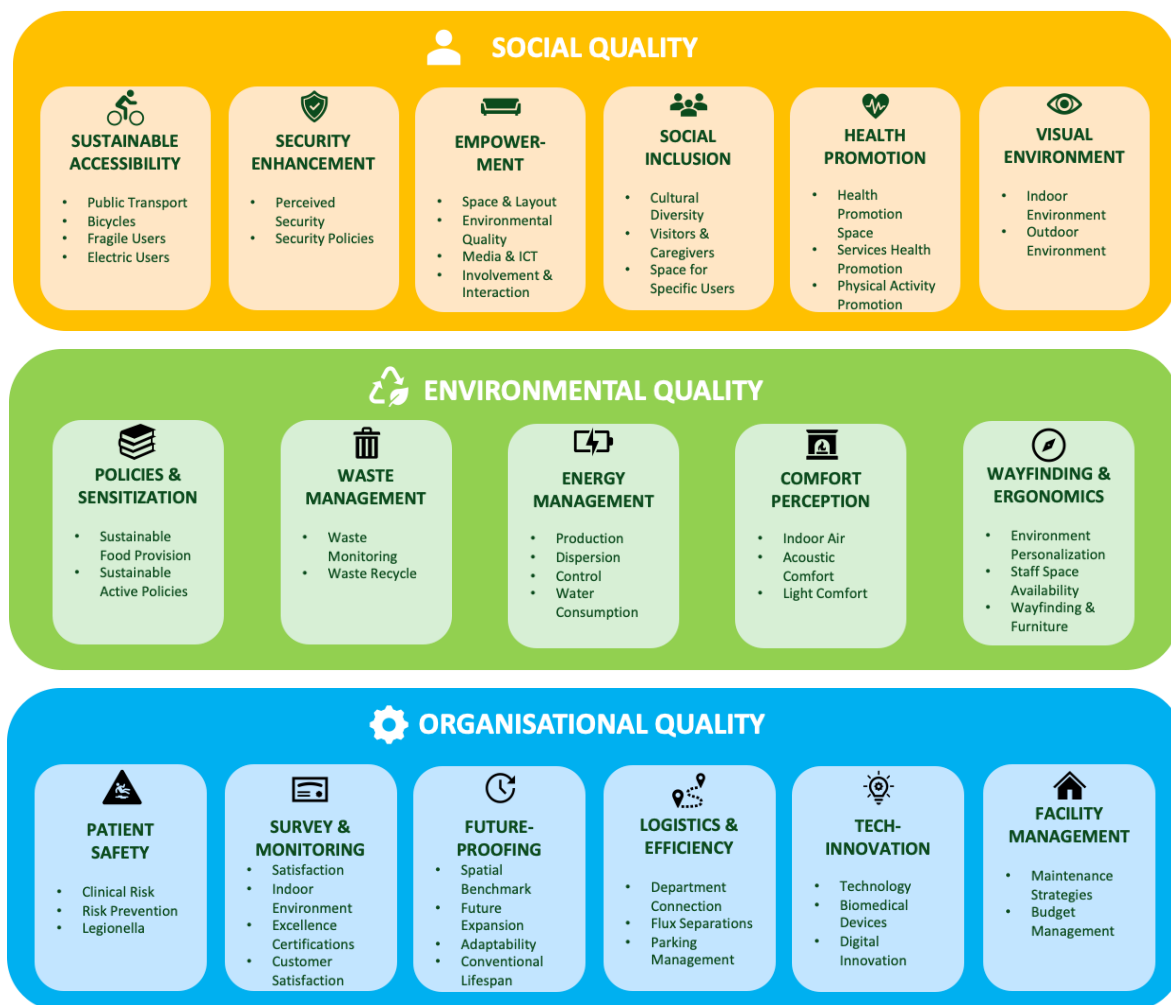 SOCIAL QUALITY
SUSTAINABLE
ACCESSIBILITY
• Public Transport
• Bicycles
• Fragile Users
• Electric Users
SECURITY
ENHANCEMENT
• Perceived
Security
• Security Policies
EMPOWER-
MENT
• Space & Layout
• Environmental
Quality
• Media & ICT
• Involvement &
Interaction
SOCIAL
INCLUSION
• Cultural
Diversity
• Visitors &
Caregivers
• Space for
Specific Users
HEALTH
PROMOTION
• Health
Promotion
Space
• Services Health
Promotion
• Physical Activity
Promotion
VISUAL
ENVIRONMENT
• Indoor
Environment
• Outdoor
Environment
ENVIRONMENTAL QUALITY
POLICIES &
SENSITIZATION
• Sustainable
Food Provision
• Sustainable
Active Policies
WASTE
MANAGEMENT
• Waste
Monitoring
• Waste Recycle
ENERGY
MANAGEMENT
• Production
• Dispersion
• Control
• Water
Consumption
COMFORT
PERCEPTION
• Indoor Air
• Acoustic
Comfort
• Light Comfort
WAYFINDING &
ERGONOMICS
• Environment
Personalization
• Staff Space
Availability
• Wayfinding &
Furniture
ORGANISATIONAL QUALITY
PATIENT
SAFETY
• Clinical Risk
• Risk Prevention
• Legionella
SURVEY &
MONITORING
• Satisfaction
• Indoor
Environment
• Excellence
Certifications
• Customer
Satisfaction
FUTURE-
PROOFING
• Spatial
Benchmark
• Future
Expansion
• Adaptability
• Conventional
Lifespan
LOGISTICS &
EFFICIENCY
• Department
Connection
• Flux Separations
• Parking
Management
TECH-
INNOVATION
• Technology
• Biomedical
Devices
• Digital
Innovation
FACILITY
MANAGEMENT
• Maintenance
Strategies
• Budget
Management